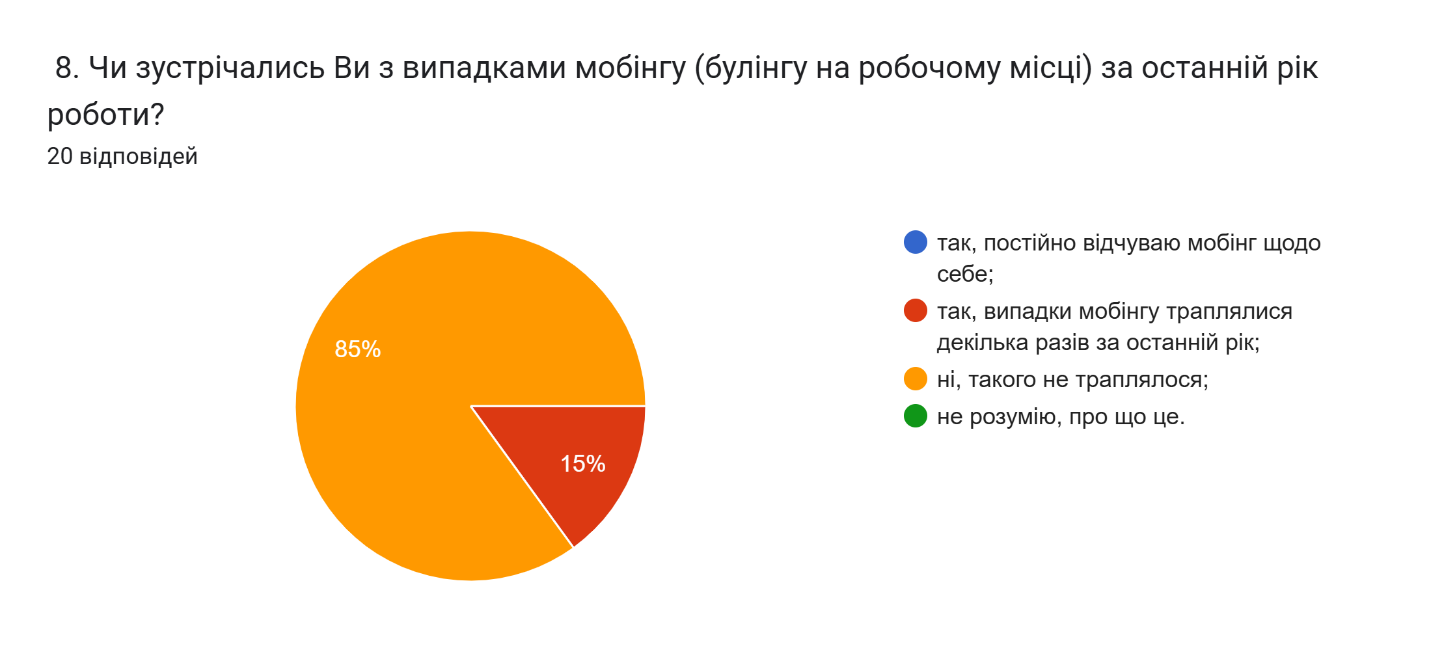 8. Чи зустрічались Ви з випадками мобінгу (булінгу на робочому місці) за останній рік
роботи?
20 відповідей
85%
15%
так, постійно відчуваю мобінг щодо
себе;
так, випадки мобінгу траплялися
декілька разів за останній рік;
ні, такого не траплялося;
не розумію, про що це.